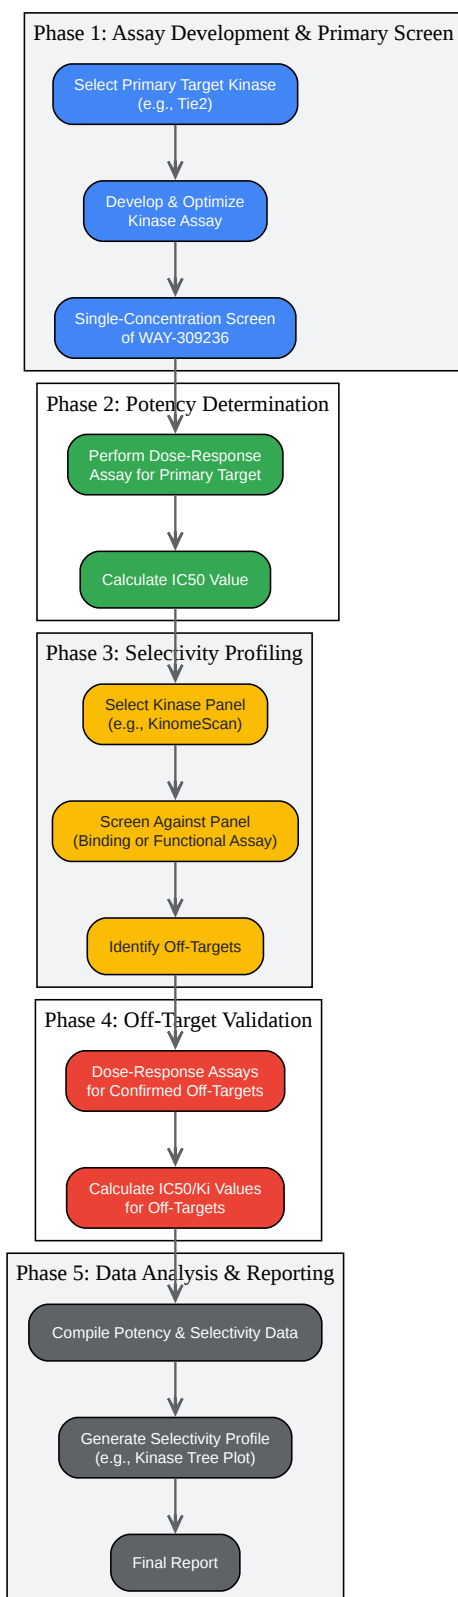 Phase 1: Assay Development & Primary Screen
Select Primary Target Kinase
(e.g., Tie2)
Develop & Optimize
Kinase Assay
Single-Concentration Screen
of WAY-309236
Phase 2: Potency Determination
Perform Dose-Response
Assay for Primary Target
Calculate IC50 Value
Phase 3: Selectivity Profiling
Select Kinase Panel
(e.g., KinomeScan)
Screen Against Panel
(Binding or Functional Assay)
Identify Off-Targets
Phase 4: Off-Target Validation
Dose-Response Assays
for Confirmed Off-Targets
Calculate IC50/Ki Values
for Off-Targets
Phase 5: Data Analysis & Reporting
Compile Potency & Selectivity Data
Generate Selectivity Profile
(e.g., Kinase Tree Plot)
Final Report